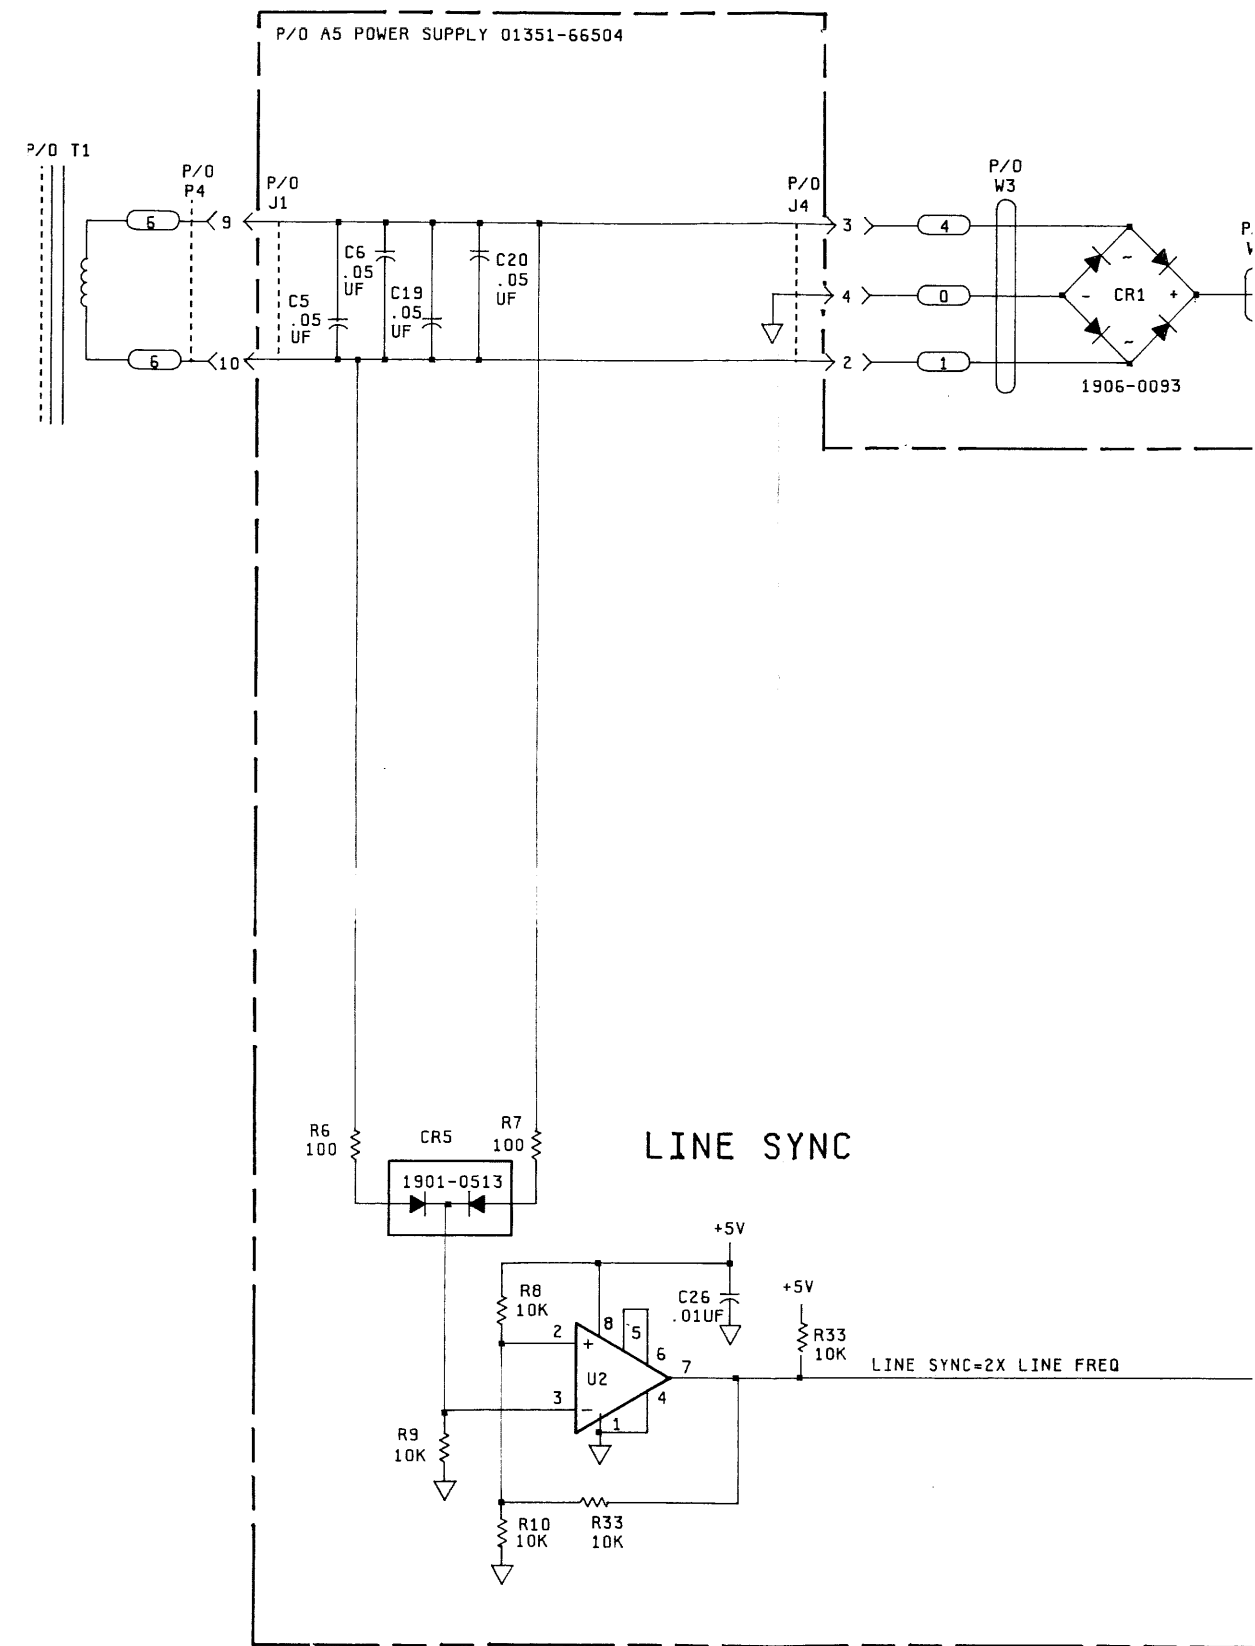 P/O A5 POWER SUPPLY 01351-66504
P/O T1
P/O
P4
P/O
J1
P/O
J4
P/O
W3
6
9
3
4
C6
.05
UF
C20
.05
UF
C5
.05
UF
C19
.05
UF
4
0
~
-
CR1
+
~
6
10
2
1
1906-0093
R6
100
CR5
R7
100
LINE SYNC
1901-0513
+5V
R8
10K
C26
.01UF
+5V
R33
10K
8
5
6
2
+
U2
7
LINE SYNC=2X LINE FREQ
3
-
4
1
R9
10K
R10
10K
R33
10K